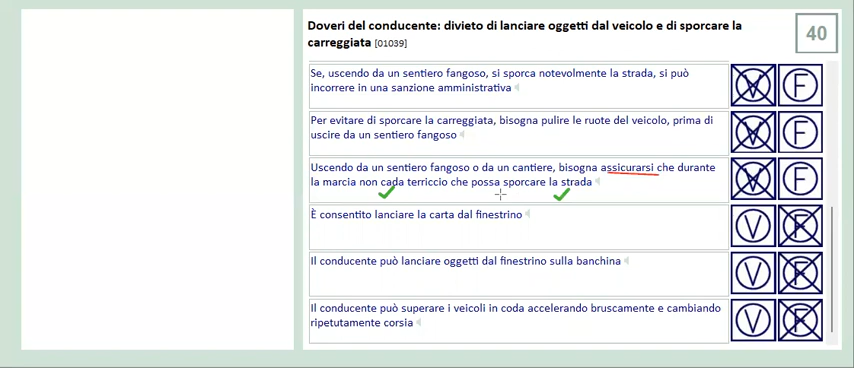 Doveri del conducente: divieto di lanciare oggetti dal veicolo e di sporcare la
carreggiata [01039]
40
Se, uscendo da un sentiero fangoso, si sporca notevolmente la strada, si può
incorrere in una sanzione amministrativa
V F
Per evitare di sporcare la carreggiata, bisogna pulire le ruote del veicolo, prima di
uscire da un sentiero fangoso
V F
Uscendo da un sentiero fangoso o da un cantiere, bisogna assicurarsi che durante
la marcia non cada terriccio che possa sporcare la strada
V F
È consentito lanciare la carta dal finestrino
V F
Il conducente può lanciare oggetti dal finestrino sulla banchina
V F
Il conducente può superare i veicoli in coda accelerando bruscamente e cambiando
ripetutamente corsia
V F